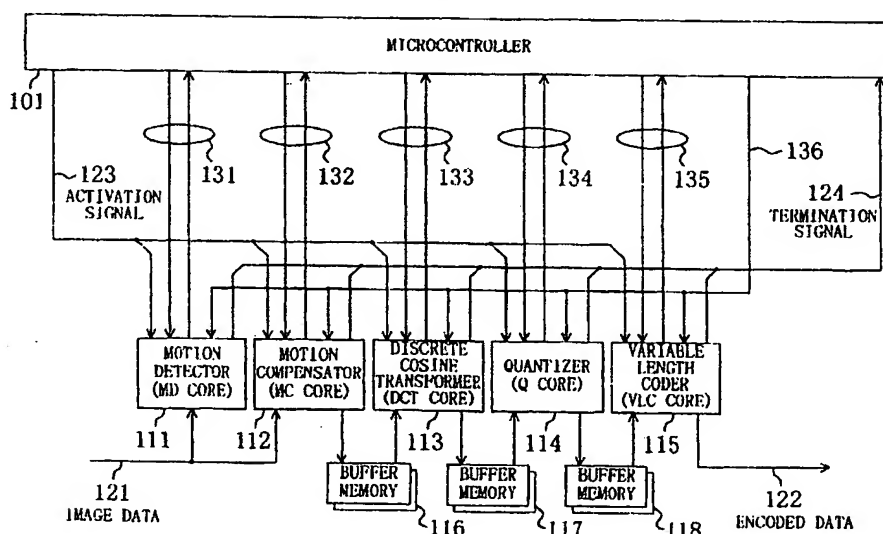 MICROCONTROLLER
101
131
132
133
134
135
136
123
ACTIVATION
SIGNAL
124
TERMINATION
SIGNAL
MOTION
DETECTOR
(MD CORE)
MOTION
COMPENSATOR
(MC CORE)
DISCRETE
COSINE
TRANSFORMER
(DCT CORE)
QUANTIZER
(Q CORE)
VARIABLE
LENGTH
CODER
(VLC CORE)
111
112
113
114
115
121
IMAGE DATA
BUFFER
MEMORY
116
BUFFER
MEMORY
117
BUFFER
MEMORY
118
122
ENCODED DATA